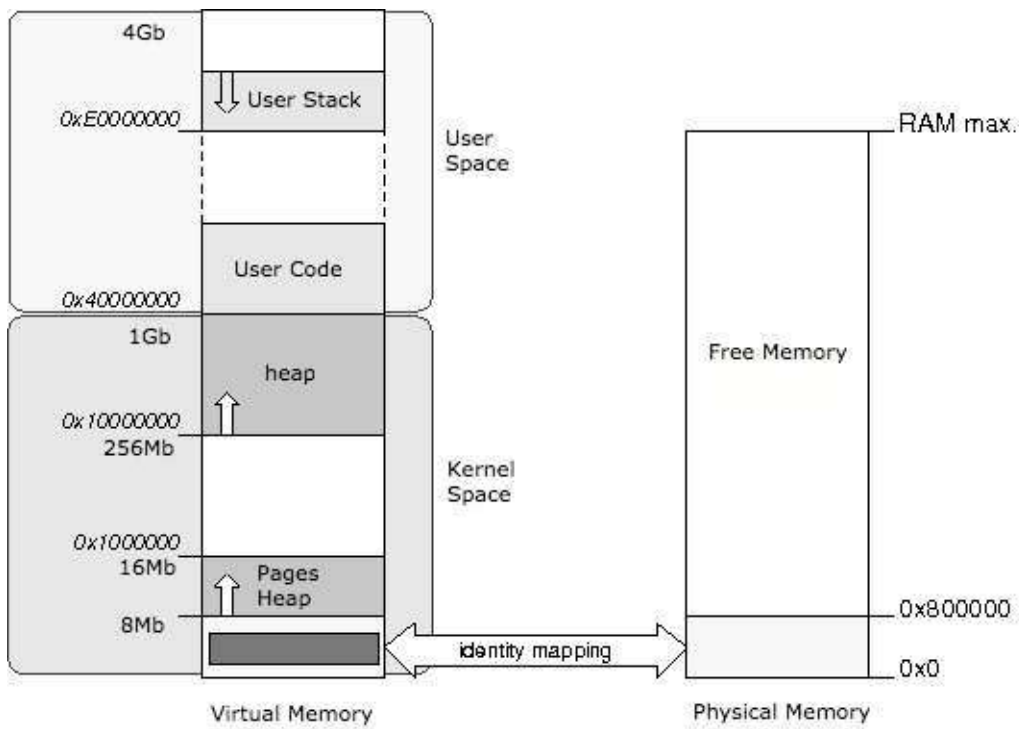 4Gb
User Stack
0xE0000000
User
Space
User Code
0x40000000
1Gb
heap
0x10000000
256Mb
Kernel
Space
0x1000000
16Mb
Pages
Heap
8Mb
identity mapping
Virtual Memory
RAM max.
Free Memory
0x800000
0x0
Physical Memory